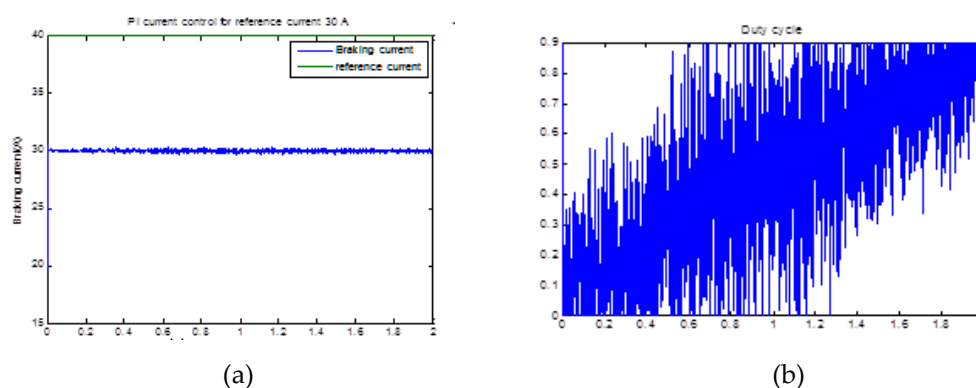 PI current control for reference current 30 A
Braking current(A)
40
35
30
25
20
15
0 0.2 0.4 0.6 0.8 1 1.2 1.4 1.6 1.8 2
Braking current
reference current
(a)
Duty cycle
0.9
0.8
0.7
0.6
0.5
0.4
0.3
0.2
0.1
0
0 0.2 0.4 0.6 0.8 1 1.2 1.4 1.6 1.8
(b)